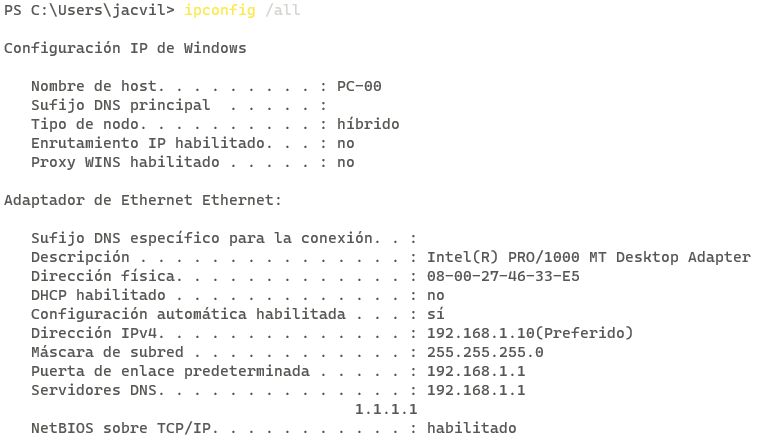 PS C:\Users\jacvil> ipconfig /all
Configuración IP de Windows
Nombre de host. . . . . . . . . : PC-00
Sufijo DNS principal  . . . . . :
Tipo de nodo. . . . . . . . . . : híbrido
Enrutamiento IP habilitado. . . : no
Proxy WINS habilitado . . . . . : no
Adaptador de Ethernet Ethernet:
Sufijo DNS específico para la conexión. . :
Descripción . . . . . . . . . . . . . . . : Intel(R) PRO/1000 MT Desktop Adapter
Dirección física. . . . . . . . . . . . . : 08-00-27-46-33-E5
DHCP habilitado . . . . . . . . . . . . . : no
Configuración automática habilitada . . . : sí
Dirección IPv4. . . . . . . . . . . . . . : 192.168.1.10(Preferido)
Máscara de subred . . . . . . . . . . . . : 255.255.255.0
Puerta de enlace predeterminada . . . . . : 192.168.1.1
Servidores DNS. . . . . . . . . . . . . . : 192.168.1.1
1.1.1.1
NetBIOS sobre TCP/IP. . . . . . . . . . . : habilitado